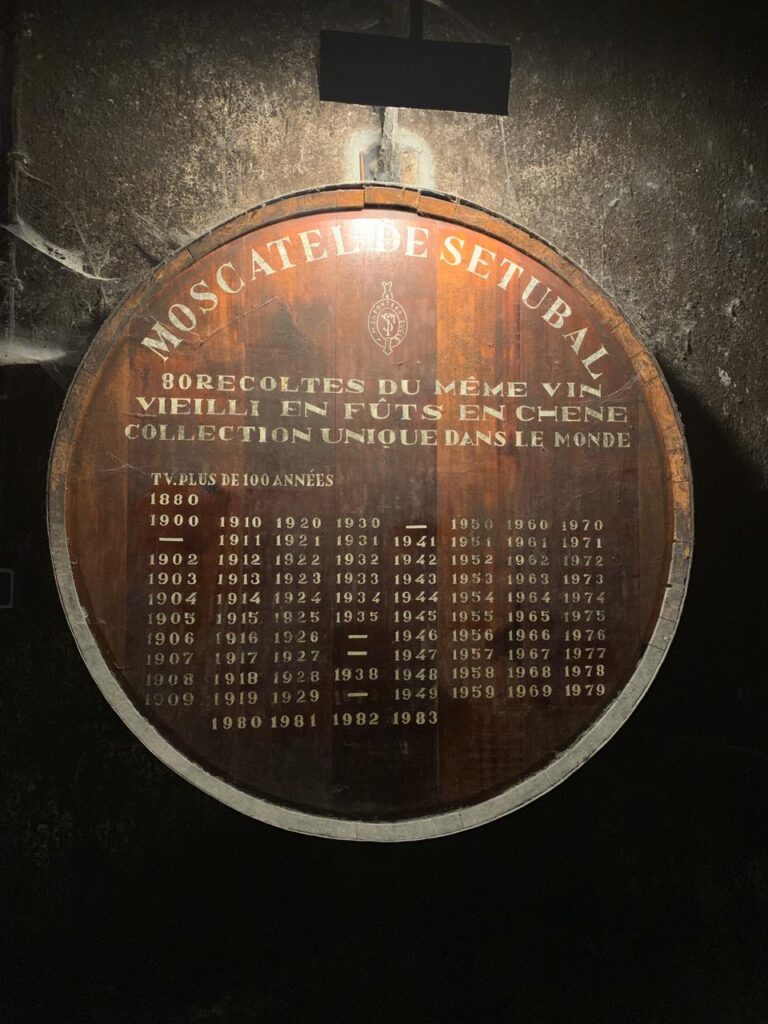 MOSCATEL DE SETUBAL
80 RECOLTES DU MÊME VIN
VIEILLI EN FÛTS EN CHENE
COLLECTION UNIQUE DANS LE MONDE
TV. PLUS DE 100 ANNÉES
1880
1900 1910 1920 1930 — 1950 1960 1970
— 1911 1921 1931 1941 1951 1961 1971
1902 1912 1922 1932 1942 1952 1962 1972
1903 1913 1923 1933 1943 1953 1963 1973
1904 1914 1924 1934 1944 1954 1964 1974
1905 1915 1925 1935 1945 1955 1965 1975
1906 1916 1926 — 1946 1956 1966 1976
1907 1917 1927 — 1947 1957 1967 1977
1908 1918 1928 1938 1948 1958 1968 1978
1909 1919 1929 — 1949 1959 1969 1979
1980 1981 1982 1983